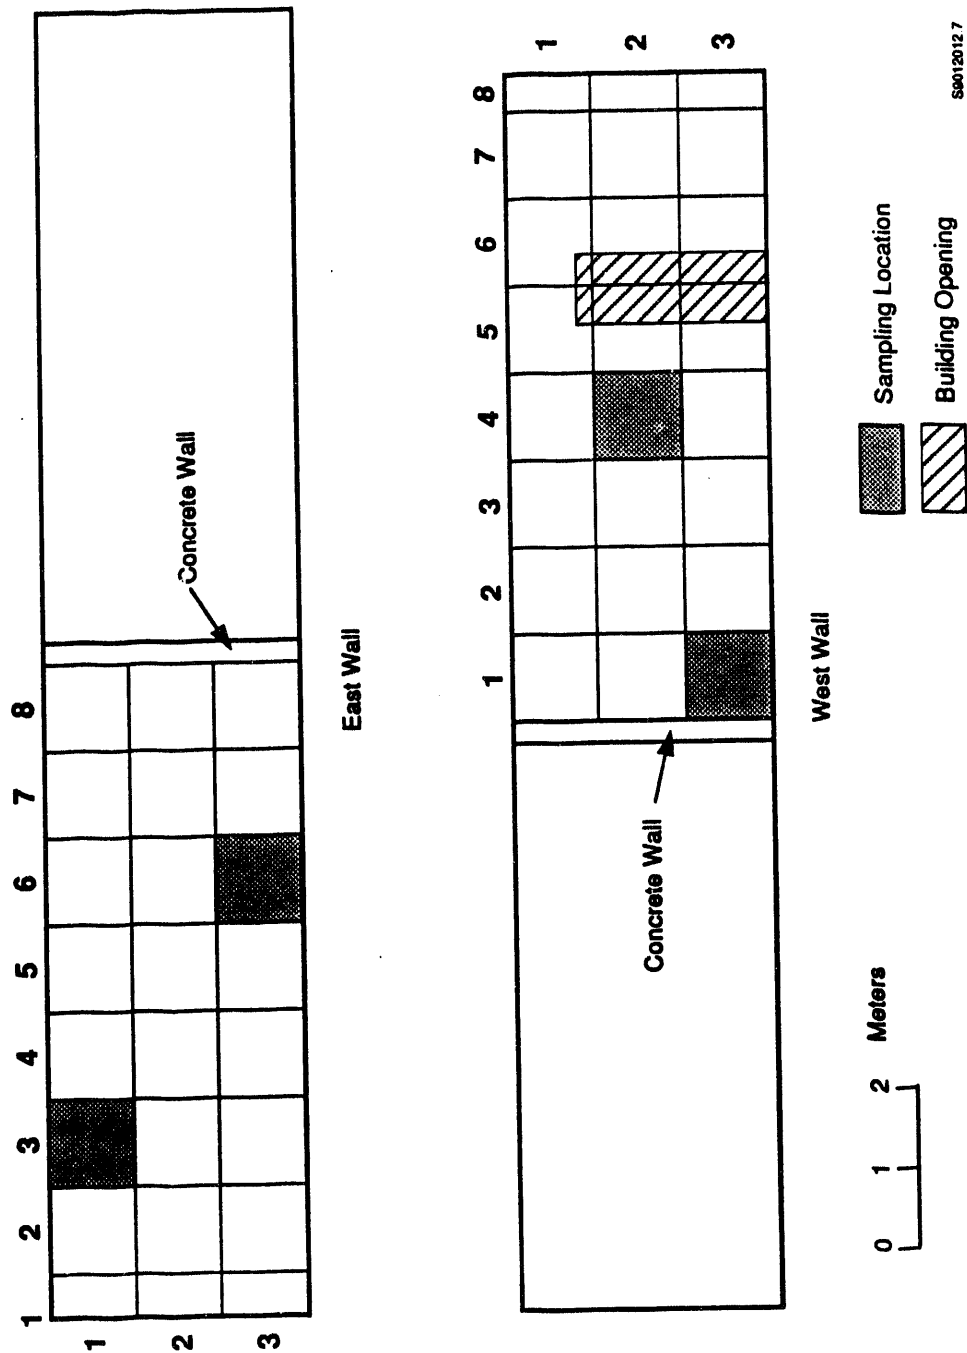 1 2 3 4 5 6 7 8
1
2
3
Concrete Wall
East Wall
1 2 3 4 5 6 7 8
1
2
3
Concrete Wall
West Wall
0 1 2 Meters
Sampling Location
Building Opening
S9012012.7